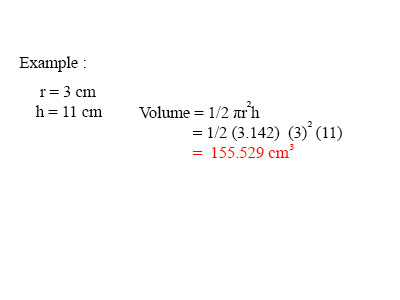 Example :
r = 3 cm
h = 11 cm
Volume = 1/2 πr²h
= 1/2 (3.142) (3)² (11)
= 155.529 cm³